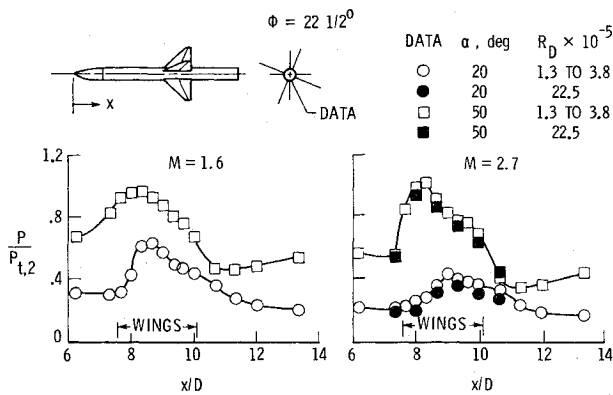 Φ = 22 1/2⁰
DATA α, deg R_D × 10⁻⁵
20 1.3 TO 3.8
20 22.5
50 1.3 TO 3.8
50 22.5
x
DATA
M = 1.6
M = 2.7
1.2
.8
.4
0
P/P_t,2
WINGS
WINGS
6 8 10 12 14
6 8 10 12 14
x/D
x/D